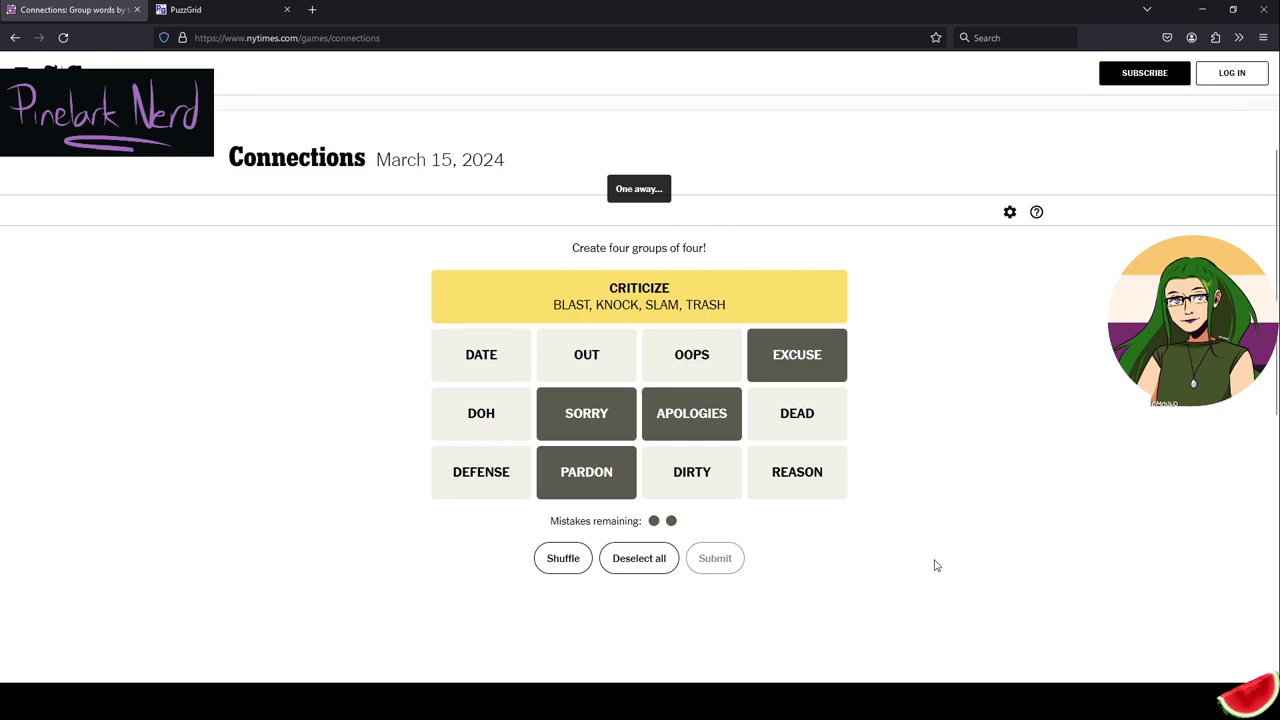 Connections: Group words by
PuzzGrid
https://www.nytimes.com/games/connections
Search
SUBSCRIBE
LOG IN
Pinelark Nerd
Connections March 15, 2024
One away...
Create four groups of four!
CRITICIZE
BLAST, KNOCK, SLAM, TRASH
DATE OUT OOPS EXCUSE
DOH SORRY APOLOGIES DEAD
DEFENSE PARDON DIRTY REASON
Mistakes remaining:
Shuffle Deselect all Submit